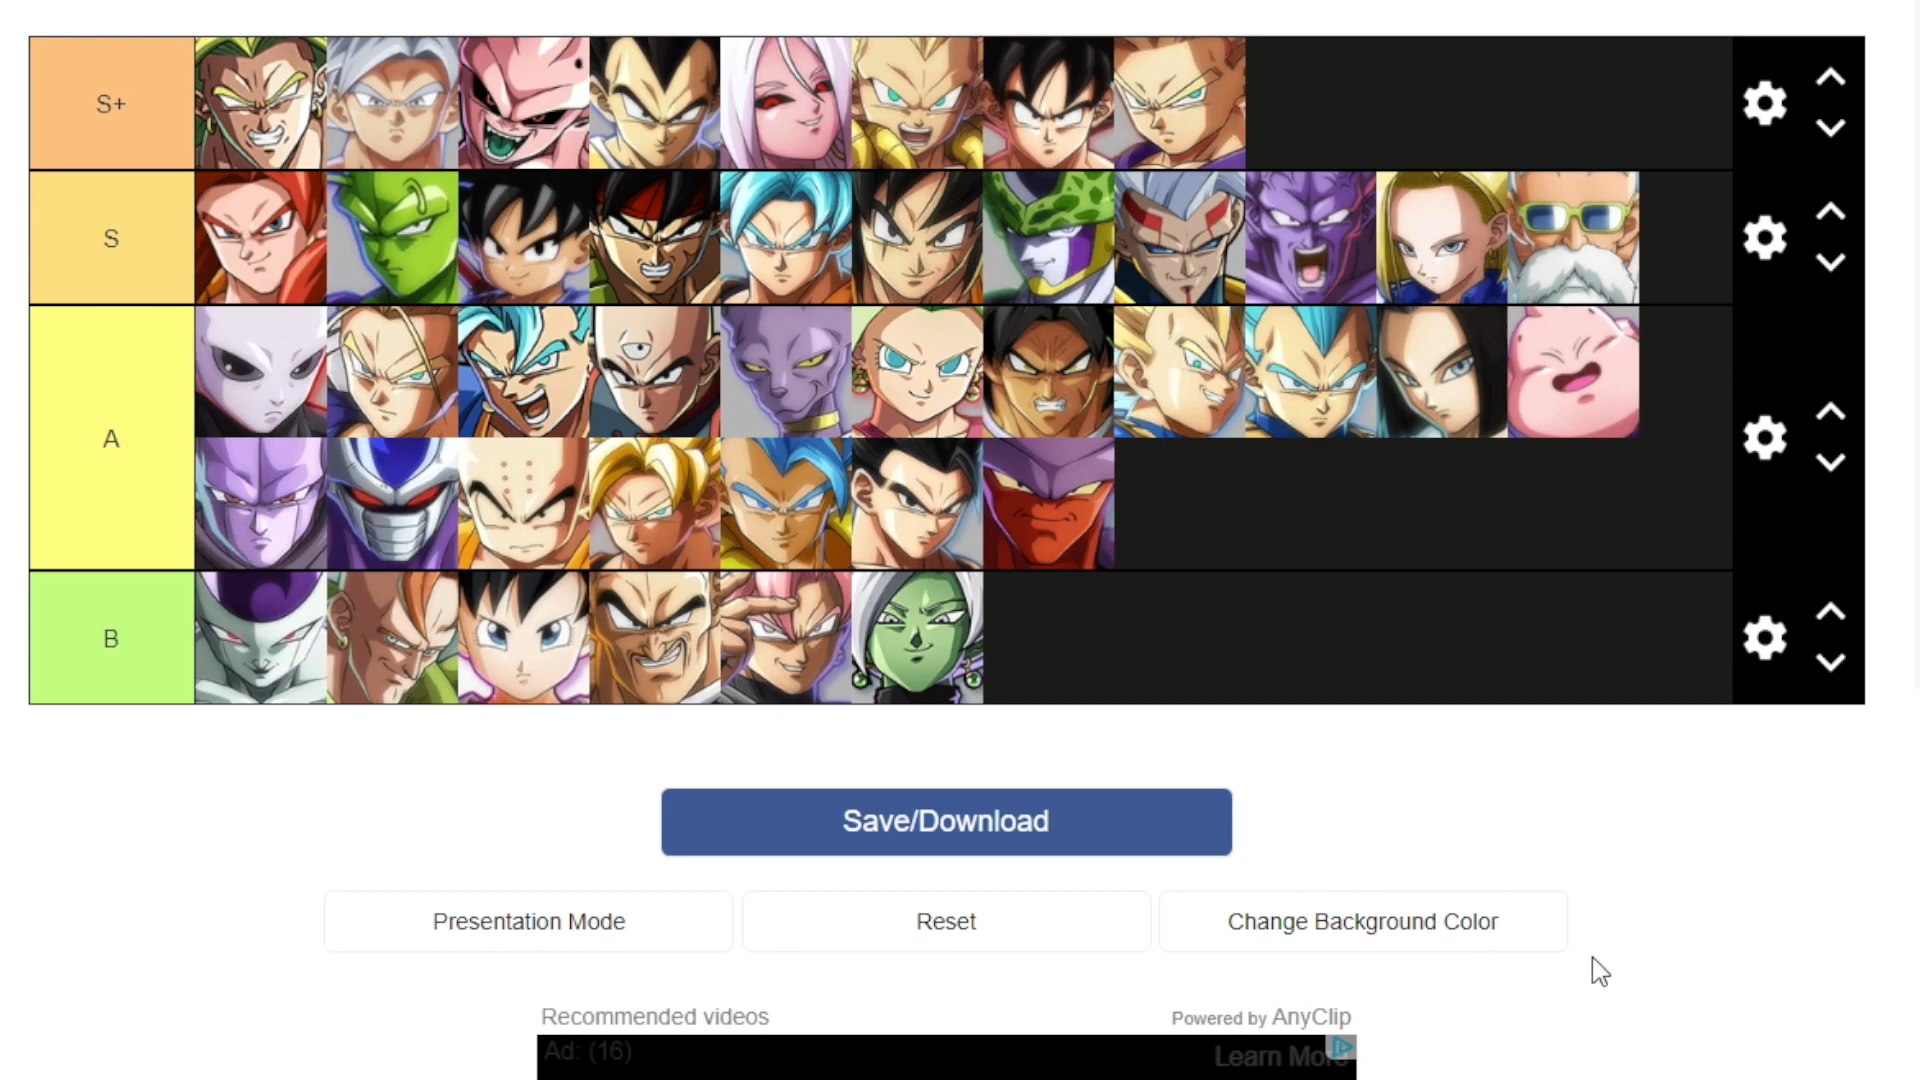 S+
S
A
B
Save/Download
Presentation Mode
Reset
Change Background Color
Recommended videos
Powered by AnyClip
Ad: (16)
Learn More